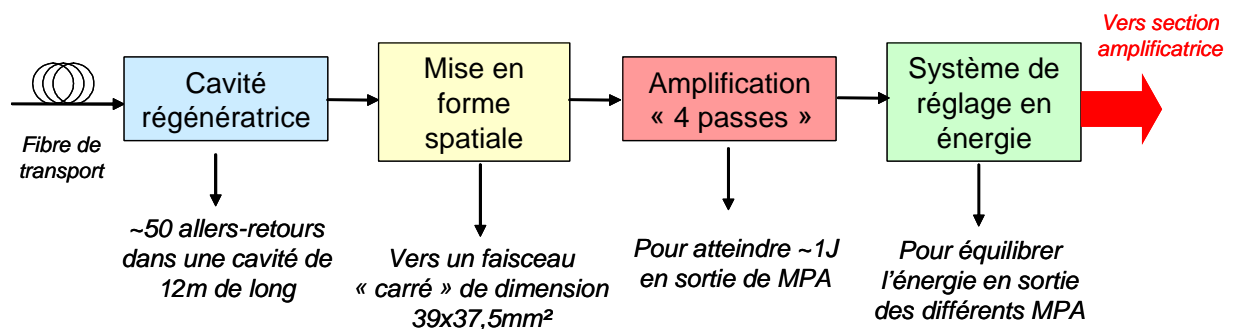 Fibre de
transport
Cavité
régénératrice
~50 allers-retours
dans une cavité de
12m de long
Mise en
forme
spatiale
Vers un faisceau
« carré » de dimension
39x37,5mm²
Amplification
« 4 passes »
Pour atteindre ~1J
en sortie de MPA
Système de
réglage en
énergie
Pour équilibrer
l’énergie en sortie
des différents MPA
Vers section
amplificatrice